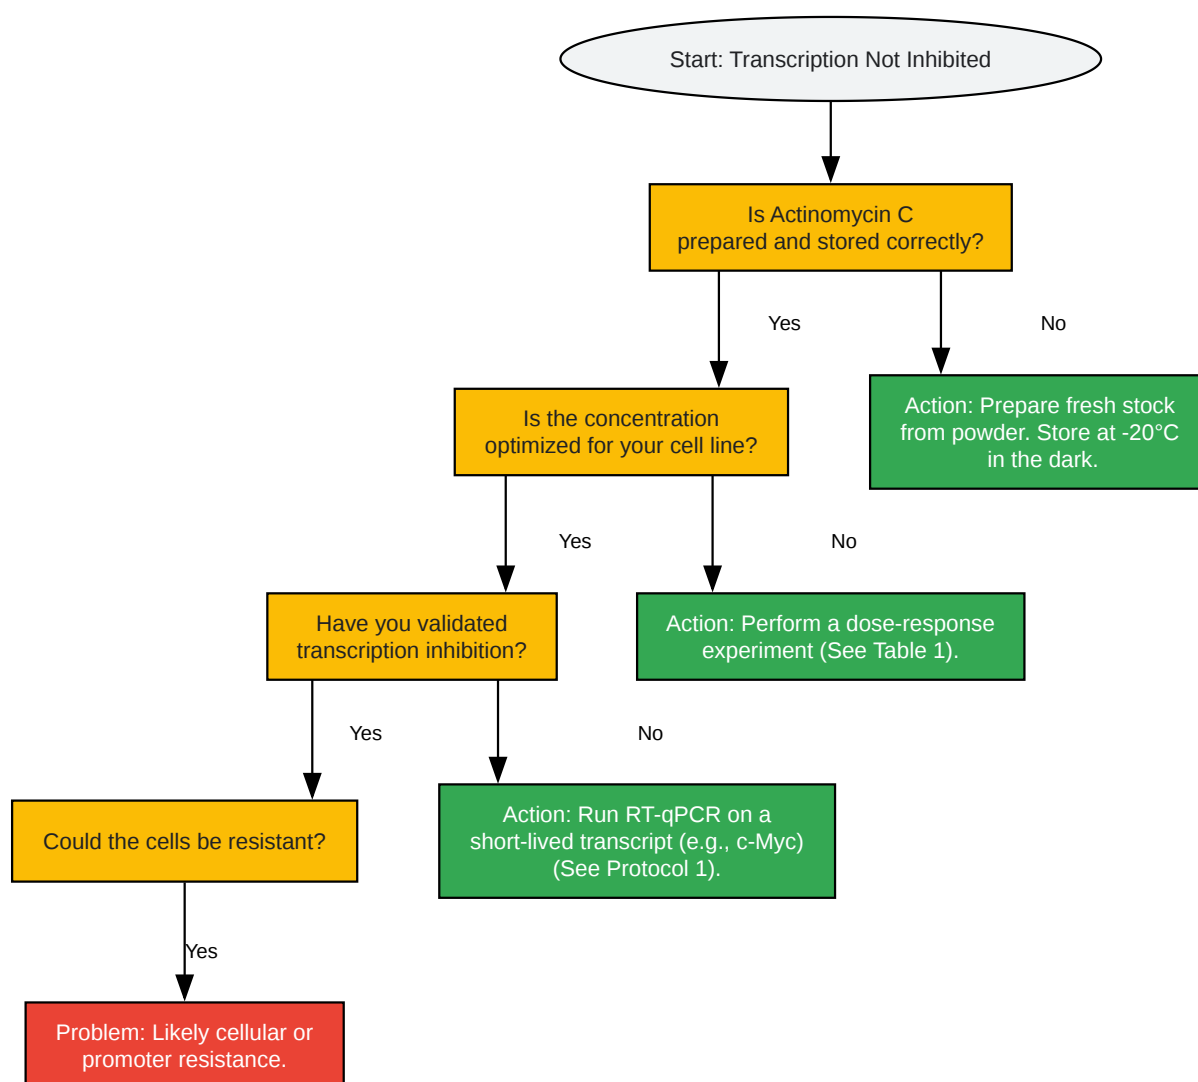 Start: Transcription Not Inhibited
Is Actinomycin C
prepared and stored correctly?
Yes
No
Action: Prepare fresh stock
from powder. Store at -20°C
in the dark.
Is the concentration
optimized for your cell line?
Yes
No
Have you validated
transcription inhibition?
Action: Perform a dose-response
experiment (See Table 1).
Yes
No
Action: Run RT-qPCR on a
short-lived transcript (e.g., c-Myc)
(See Protocol 1).
Could the cells be resistant?
Yes
Problem: Likely cellular or
promoter resistance.